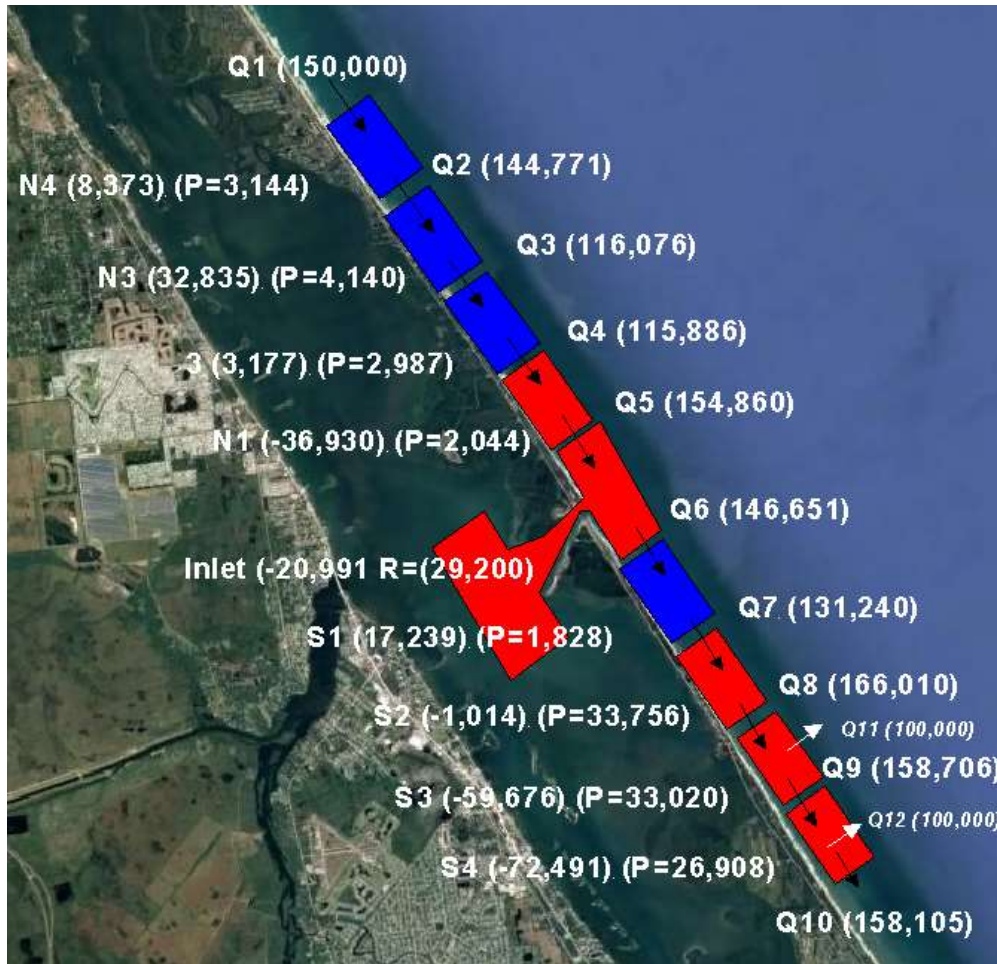 Q1 (150,000)
Q2 (144,771)
N4 (8,373) (P=3,144)
Q3 (116,076)
N3 (32,835) (P=4,140)
Q4 (115,886)
3 (3,177) (P=2,987)
Q5 (154,860)
N1 (-36,930) (P=2,044)
Q6 (146,651)
Inlet (-20,991 R=(29,200)
Q7 (131,240)
S1 (17,239) (P=1,828)
Q8 (166,010)
S2 (-1,014) (P=33,756)
Q11 (100,000)
Q9 (158,706)
S3 (-59,676) (P=33,020)
Q12 (100,000)
S4 (-72,491) (P=26,908)
Q10 (158,105)